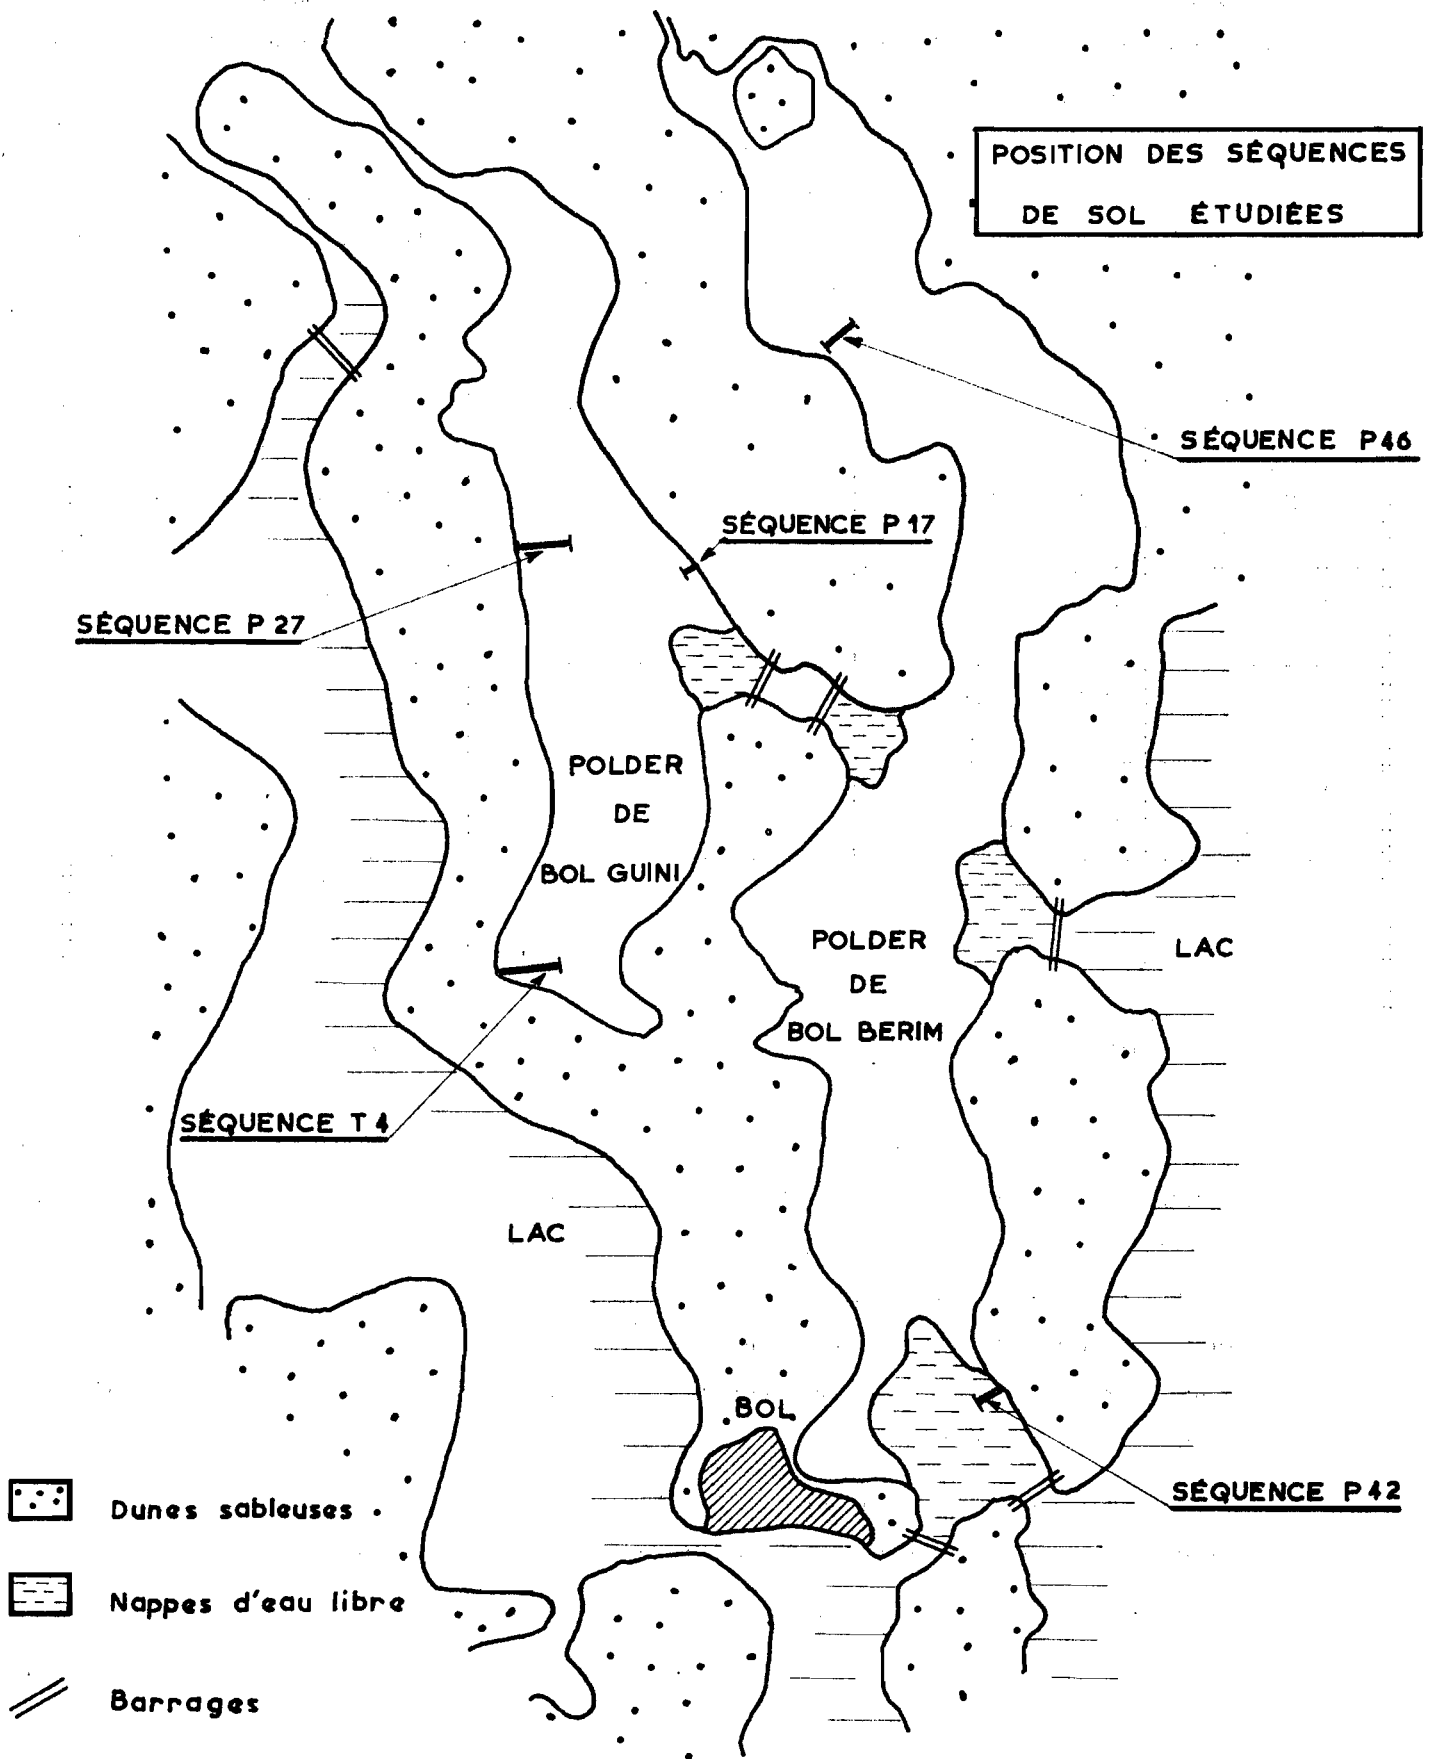 POSITION DES SÉQUENCES
DE SOL ÉTUDIÉES
SÉQUENCE P46
SÉQUENCE P 17
SÉQUENCE P 27
POLDER
DE
BOL GUINI
POLDER
DE
BOL BERIM
LAC
SÉQUENCE T 4
LAC
BOL
SÉQUENCE P 42
Dunes sableuses
Nappes d'eau libre
Barrages